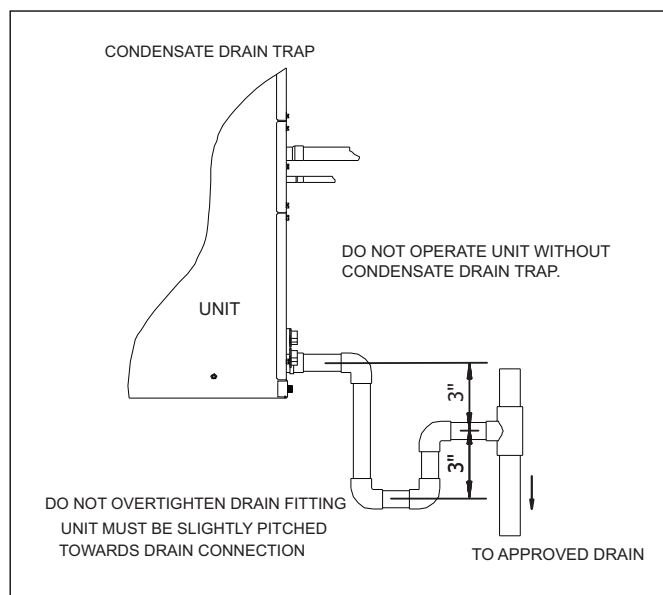 CONDENSATE DRAIN TRAP
DO NOT OPERATE UNIT WITHOUT
CONDENSATE DRAIN TRAP.
UNIT
3"
3"
DO NOT OVERTIGHTEN DRAIN FITTING
UNIT MUST BE SLIGHTLY PITCHED
TOWARDS DRAIN CONNECTION
TO APPROVED DRAIN